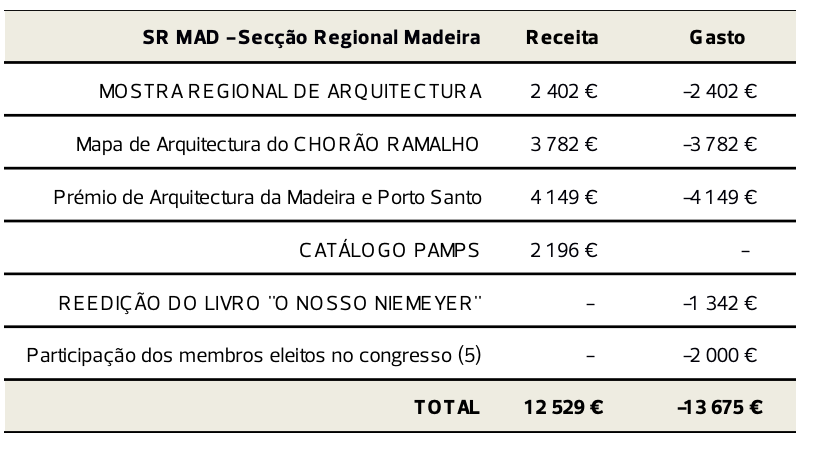 SR MAD –Secção Regional Madeira Receita Gasto
MOSTRA REGIONAL DE ARQUITECTURA 2 402 € –2 402 €
Mapa de Arquitectura do CHORÃO RAMALHO 3 782 € –3 782 €
Prémio de Arquitectura da Madeira e Porto Santo 4 149 € –4 149 €
CATÁLOGO PAMPS 2 196 € –
REEDIÇÃO DO LIVRO "O NOSSO NIEMEYER" – –1 342 €
Participação dos membros eleitos no congresso (5) – –2 000 €
TOTAL 12 529 € –13 675 €